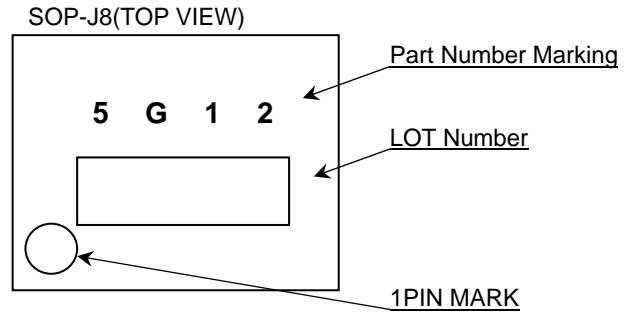 SOP-J8(TOP VIEW)
Part Number Marking
5 G 1 2
LOT Number
1PIN MARK